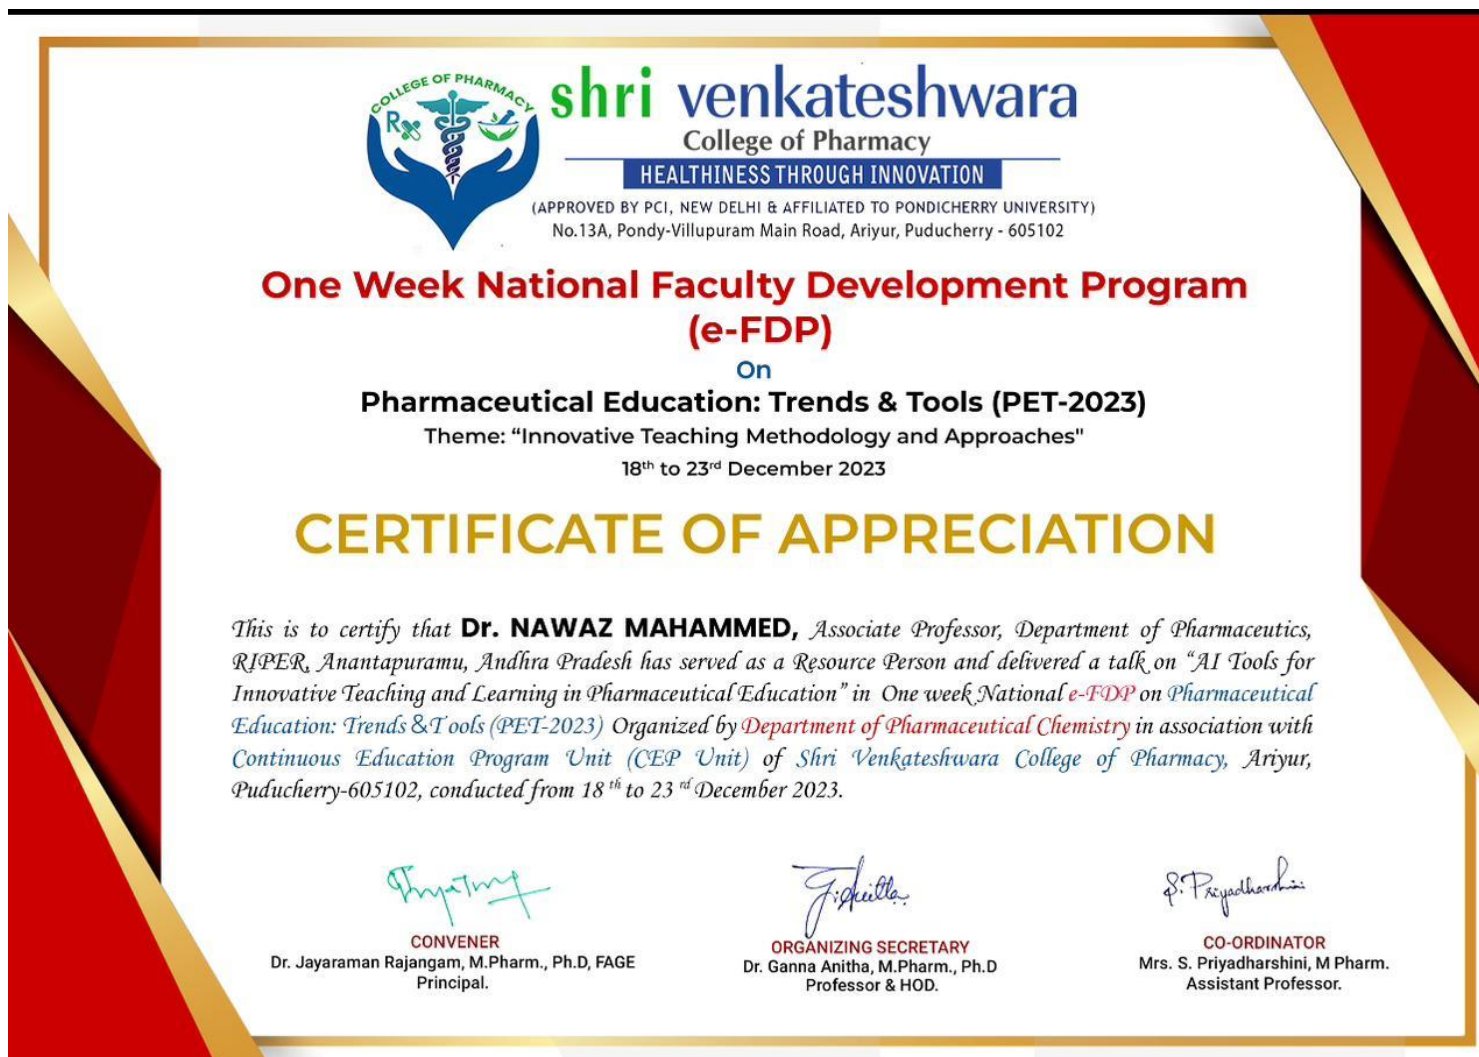 COLLEGE OF PHARMACY
Rx
shri venkateshwara
College of Pharmacy
HEALTHINESS THROUGH INNOVATION
(APPROVED BY PCI, NEW DELHI & AFFILIATED TO PONDICHERRY UNIVERSITY)
No.13A, Pondy-Villupuram Main Road, Ariyur, Puducherry - 605102
One Week National Faculty Development Program
(e-FDP)
On
Pharmaceutical Education: Trends & Tools (PET-2023)
Theme: “Innovative Teaching Methodology and Approaches"
18th to 23rd December 2023
CERTIFICATE OF APPRECIATION
This is to certify that Dr. NAWAZ MAHAMMED, Associate Professor, Department of Pharmaceutics,
RIPER, Anantapuramu, Andhra Pradesh has served as a Resource Person and delivered a talk on “AI Tools for
Innovative Teaching and Learning in Pharmaceutical Education” in One week National e-FDP on Pharmaceutical
Education: Trends &T ools (PET-2023) Organized by Department of Pharmaceutical Chemistry in association with
Continuous Education Program Unit (CEP Unit) of Shri Venkateshwara College of Pharmacy, Ariyur,
Puducherry-605102, conducted from 18 th to 23 rd December 2023.
S. Priyadharshini
CONVENER
Dr. Jayaraman Rajangam, M.Pharm., Ph.D, FAGE
Principal.
ORGANIZING SECRETARY
Dr. Ganna Anitha, M.Pharm., Ph.D
Professor & HOD.
CO-ORDINATOR
Mrs. S. Priyadharshini, M Pharm.
Assistant Professor.